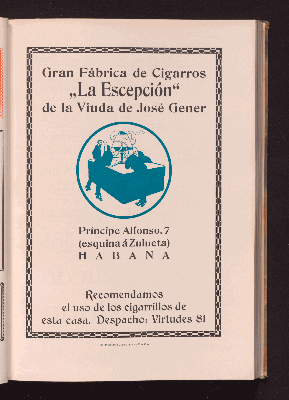 Gran Fábrica de Cigarros
„La Escepción“
de la Viuda de José Gener
Príncipe Alfonso, 7
(esquina á Zulueta)
HABANA
Recomendamos
el uso de los cigarrillos de
esta casa. Despacho: Virtudes 81